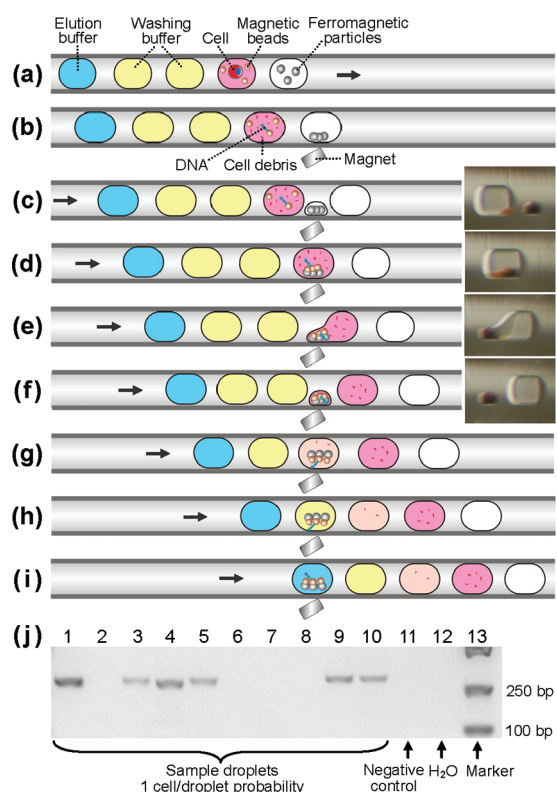 Elution
buffer
Washing
buffer
Cell
Magnetic
beads
Ferromagnetic
particles
(a)
(b)
DNA
Cell debris
Magnet
(c)
(d)
(e)
(f)
(g)
(h)
(i)
(j)
1 2 3 4 5 6 7 8 9 10 11 12 13
250 bp
100 bp
Sample droplets
1 cell/droplet probability
Negative
control
H₂O
Marker